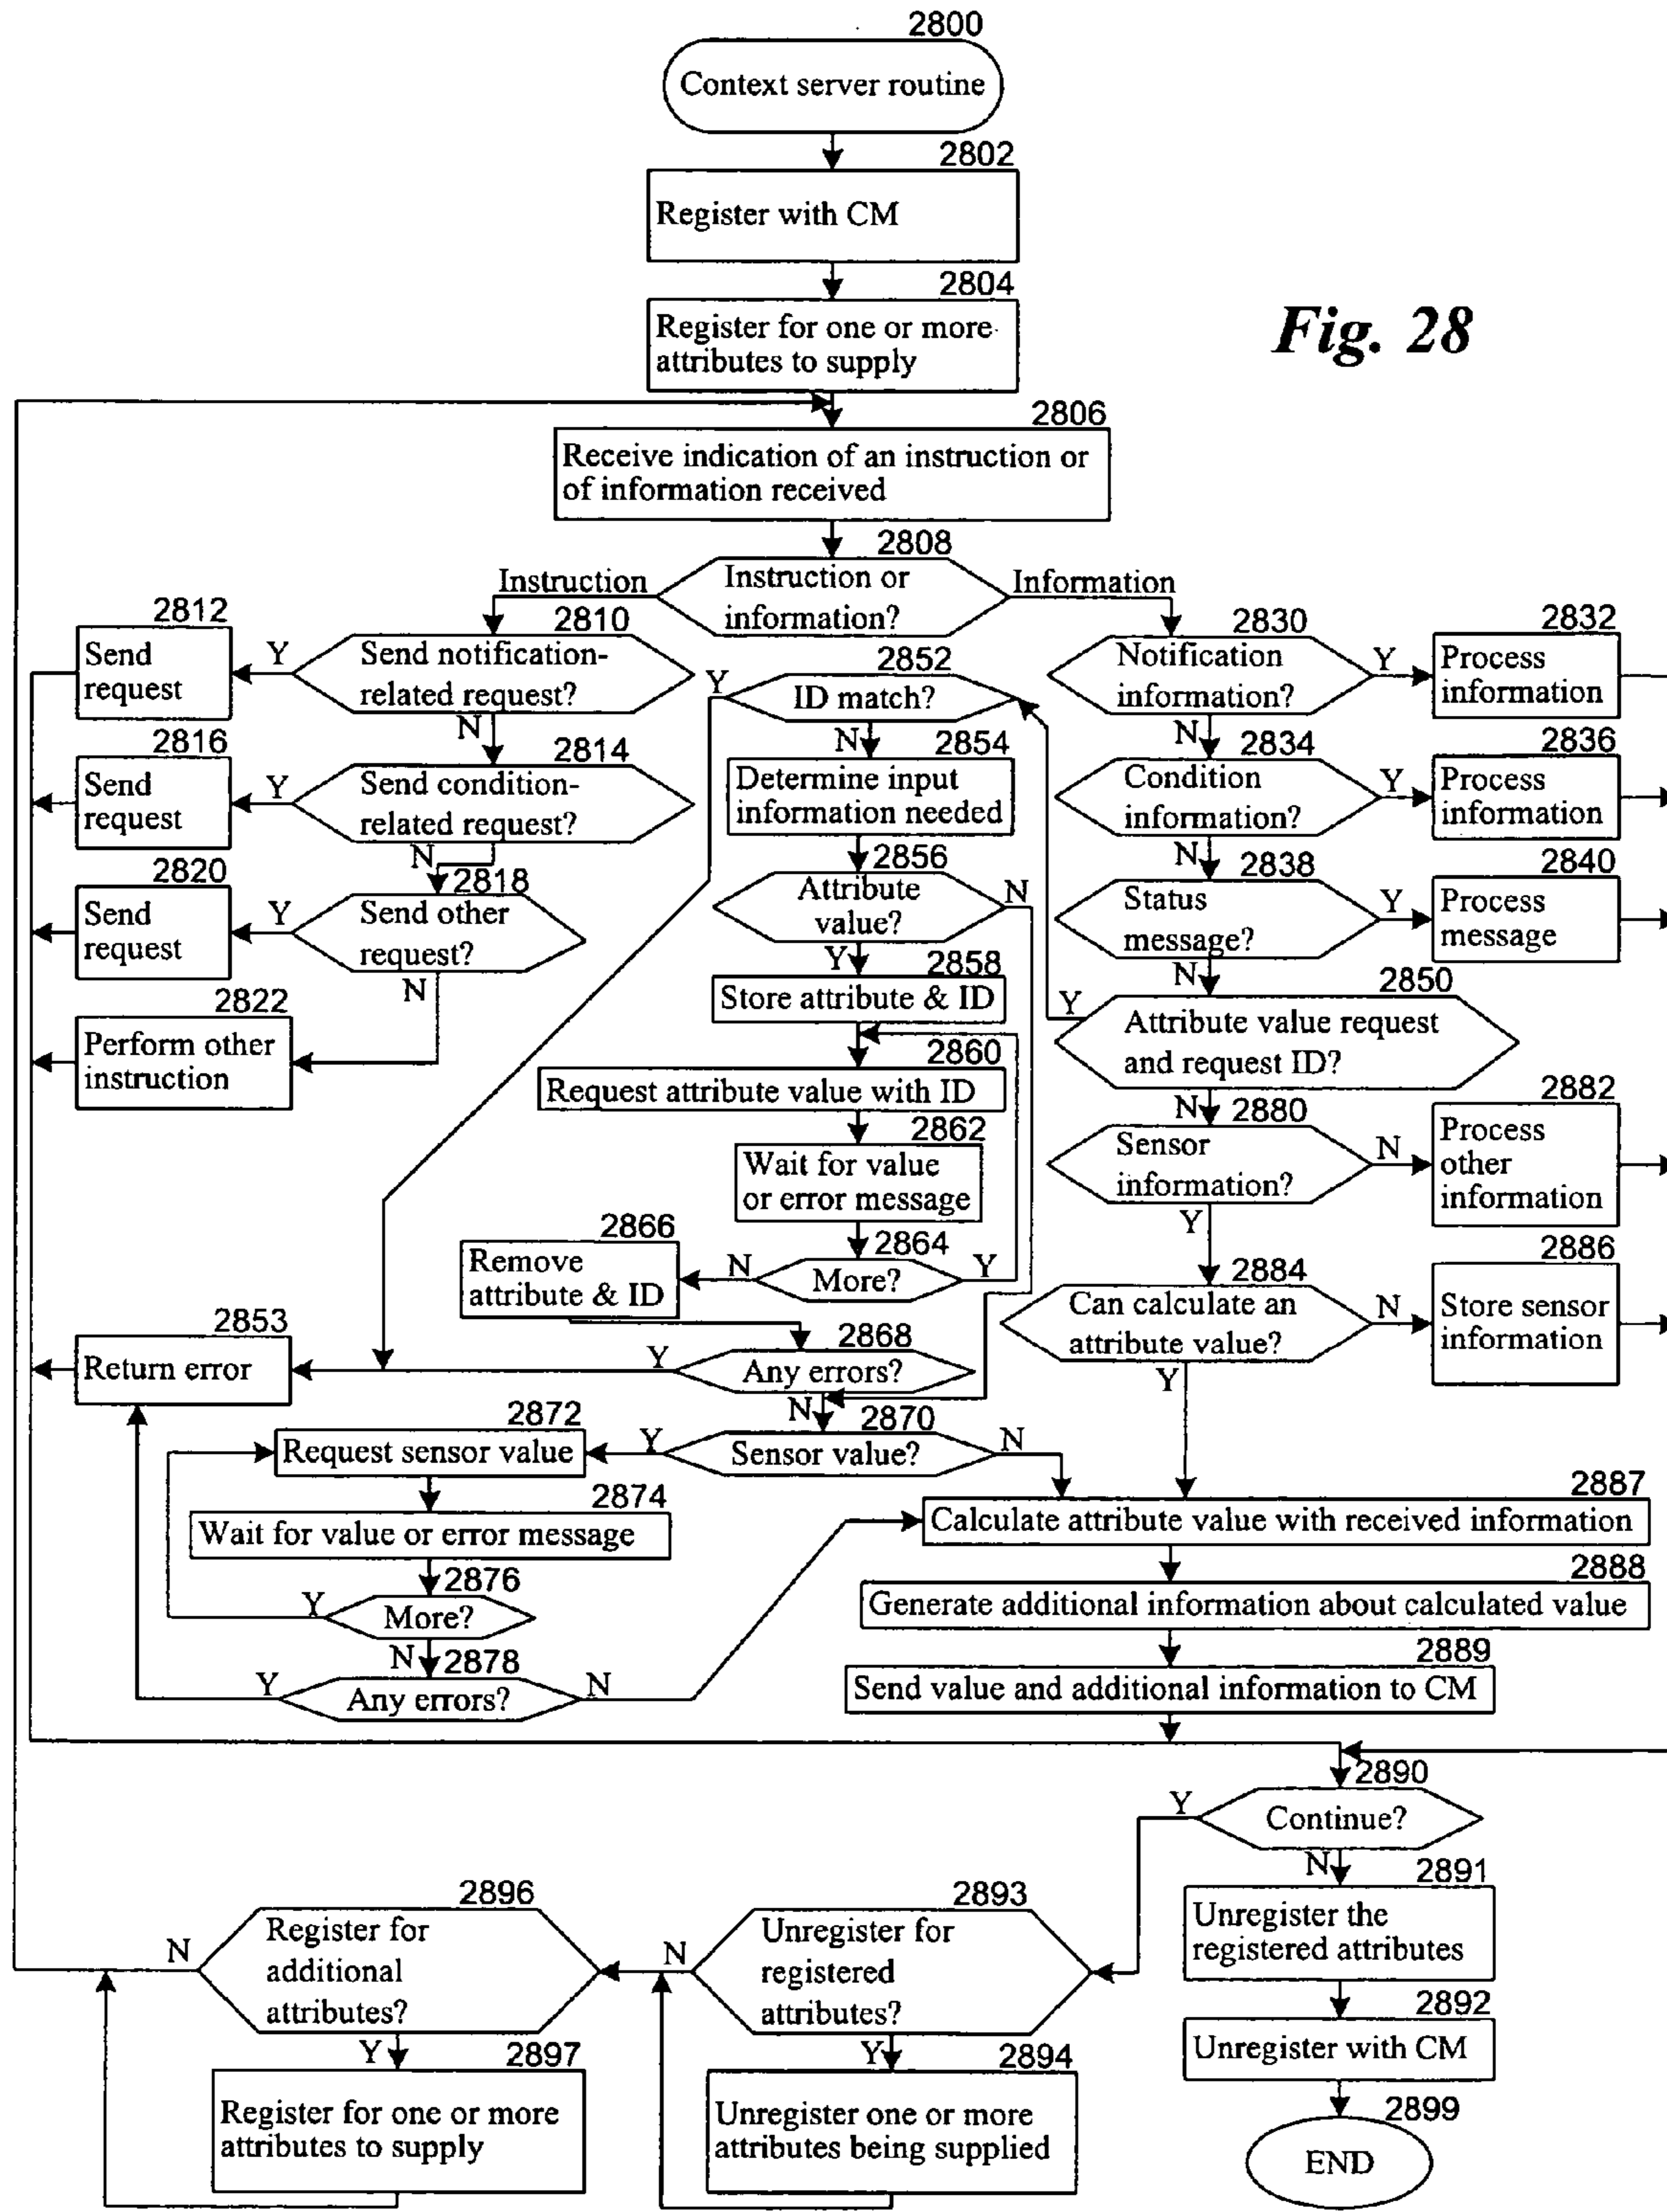 2800
Context server routine
2802
Register with CM
2804
Register for one or more
attributes to supply
Fig. 28
2806
Receive indication of an instruction or
of information received
2808
Instruction or
information?
Instruction
Information
2812
Send
request
Y
2810
Send notification-
related request?
N
2816
Send
request
Y
2814
Send condition-
related request?
N
2820
Send
request
Y
2818
Send other
request?
N
2822
Perform other
instruction
2852
ID match?
Y
N
2854
Determine input
information needed
2856
Attribute
value?
N
Y
2858
Store attribute & ID
2860
Request attribute value with ID
2862
Wait for value
or error message
2864
More?
Y
N
2866
Remove
attribute & ID
2868
Any errors?
Y
N
2853
Return error
2870
Sensor value?
Y
N
2872
Request sensor value
2874
Wait for value or error message
2876
More?
Y
N
2878
Any errors?
Y
N
2830
Notification
information?
Y
N
2832
Process
information
2834
Condition
information?
Y
N
2836
Process
information
2838
Status
message?
Y
N
2840
Process
message
2850
Attribute value request
and request ID?
Y
N
2880
Sensor
information?
N
Y
2882
Process
other
information
2884
Can calculate an
attribute value?
N
Y
2886
Store sensor
information
2887
Calculate attribute value with received information
2888
Generate additional information about calculated value
2889
Send value and additional information to CM
2890
Continue?
Y
N
2891
Unregister the
registered attributes
2892
Unregister with CM
2899
END
2893
Unregister for
registered
attributes?
N
Y
2894
Unregister one or more
attributes being supplied
2896
Register for
additional
attributes?
N
Y
2897
Register for one or more
attributes to supply